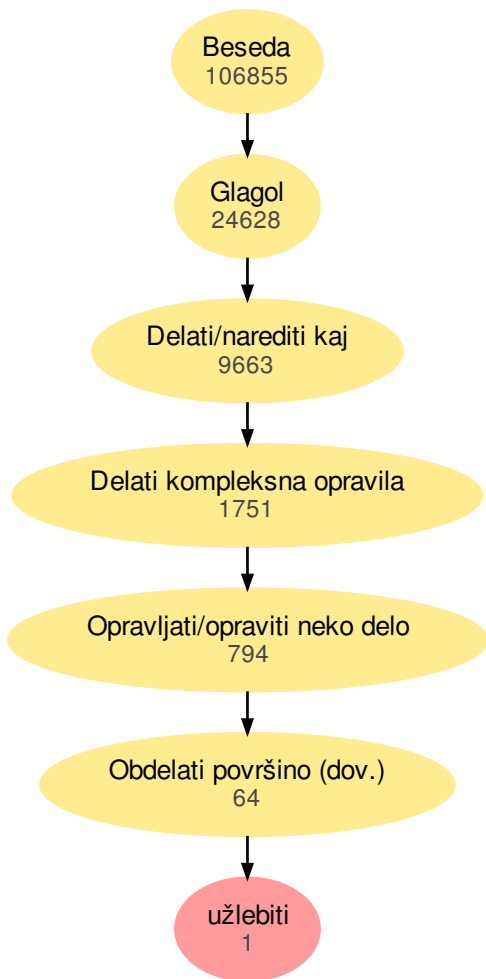 Beseda
106855
Glagol
24628
Delati/narediti kaj
9663
Delati kompleksna opravila
1751
Opravljati/opraviti neko delo
794
Obdelati površino (dov.)
64
užlebiti
1